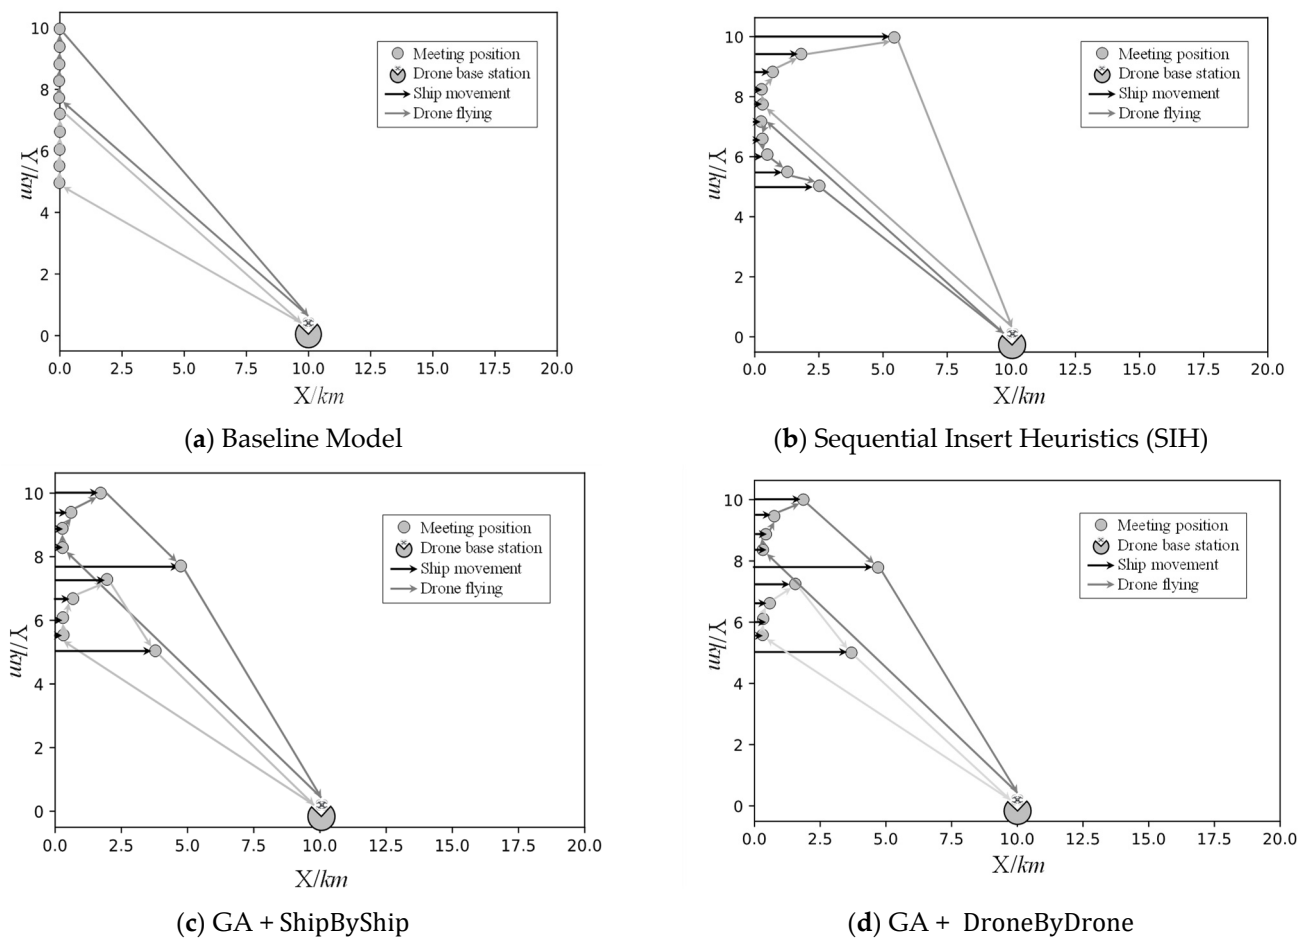 10
8
6
4
2
0
Y/km
0.0 2.5 5.0 7.5 10.0 12.5 15.0 17.5 20.0
X/km
Meeting position
Drone base station
Ship movement
Drone flying
(a) Baseline Model
10
8
6
4
2
0
Y/km
0.0 2.5 5.0 7.5 10.0 12.5 15.0 17.5 20.0
X/km
Meeting position
Drone base station
Ship movement
Drone flying
(b) Sequential Insert Heuristics (SIH)
10
8
6
4
2
0
Y/km
0.0 2.5 5.0 7.5 10.0 12.5 15.0 17.5 20.0
X/km
Meeting position
Drone base station
Ship movement
Drone flying
(c) GA + ShipByShip
10
8
6
4
2
0
Y/km
0.0 2.5 5.0 7.5 10.0 12.5 15.0 17.5 20.0
X/km
Meeting position
Drone base station
Ship movement
Drone flying
(d) GA + DroneByDrone